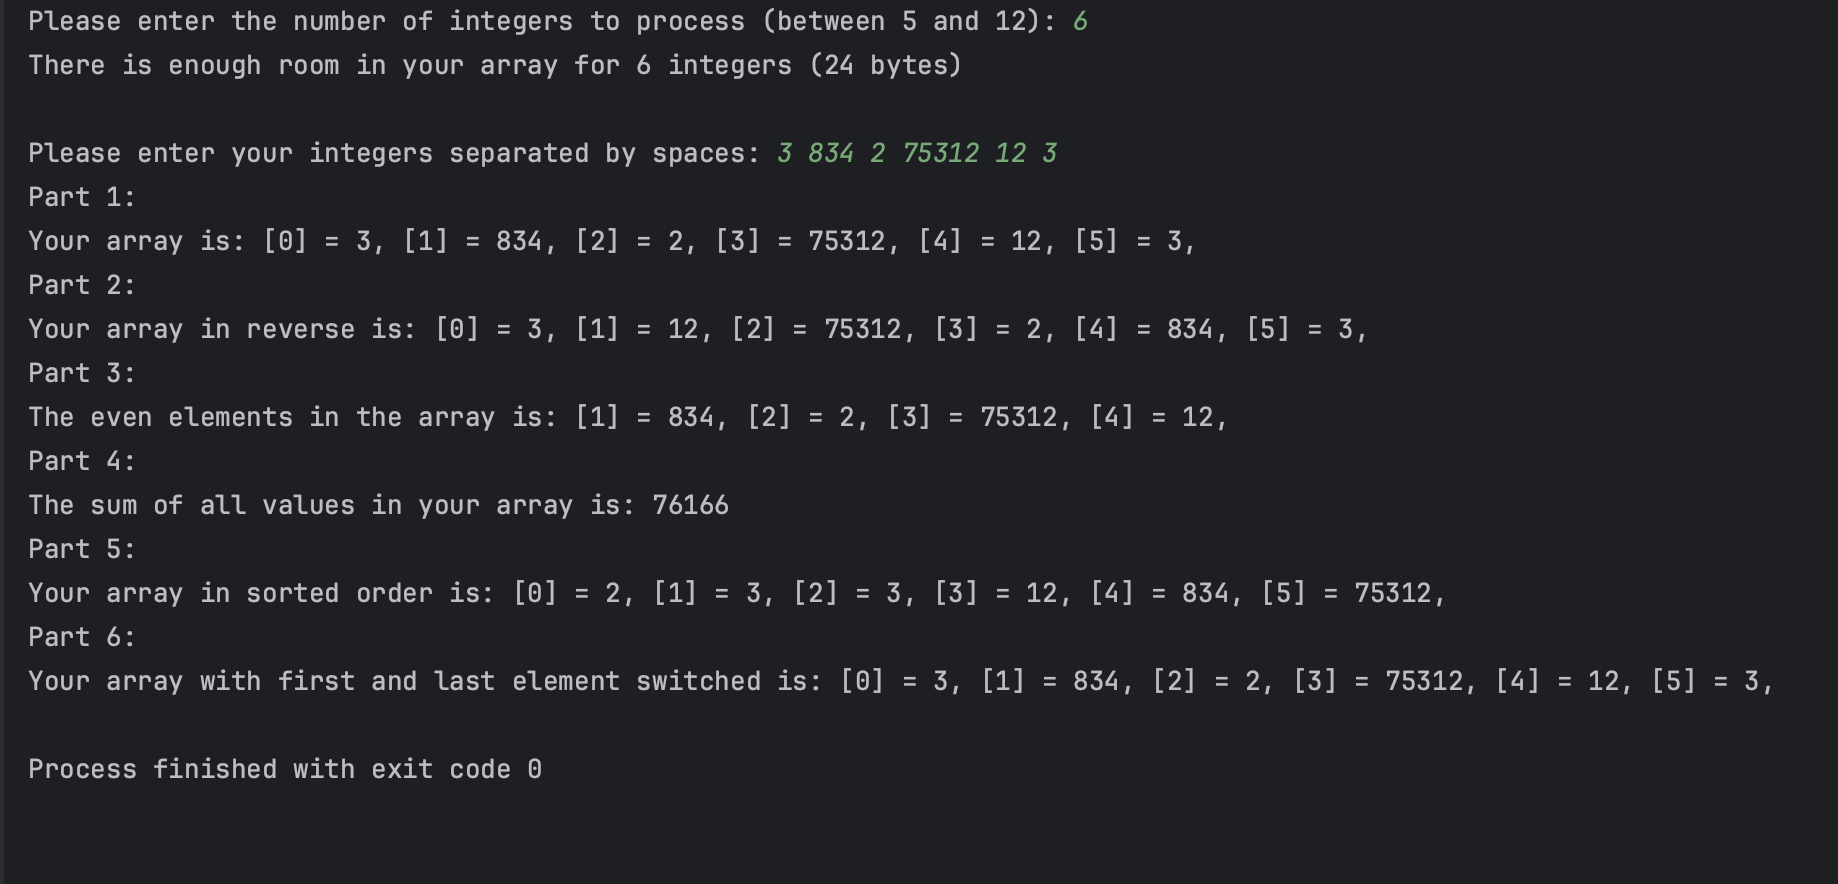 Please enter the number of integers to process (between 5 and 12): 6
There is enough room in your array for 6 integers (24 bytes)
Please enter your integers separated by spaces: 3 834 2 75312 12 3
Part 1:
Your array is: [0] = 3, [1] = 834, [2] = 2, [3] = 75312, [4] = 12, [5] = 3,
Part 2:
Your array in reverse is: [0] = 3, [1] = 12, [2] = 75312, [3] = 2, [4] = 834, [5] = 3,
Part 3:
The even elements in the array is: [1] = 834, [2] = 2, [3] = 75312, [4] = 12,
Part 4:
The sum of all values in your array is: 76166
Part 5:
Your array in sorted order is: [0] = 2, [1] = 3, [2] = 3, [3] = 12, [4] = 834, [5] = 75312,
Part 6:
Your array with first and last element switched is: [0] = 3, [1] = 834, [2] = 2, [3] = 75312, [4] = 12, [5] = 3,
Process finished with exit code 0